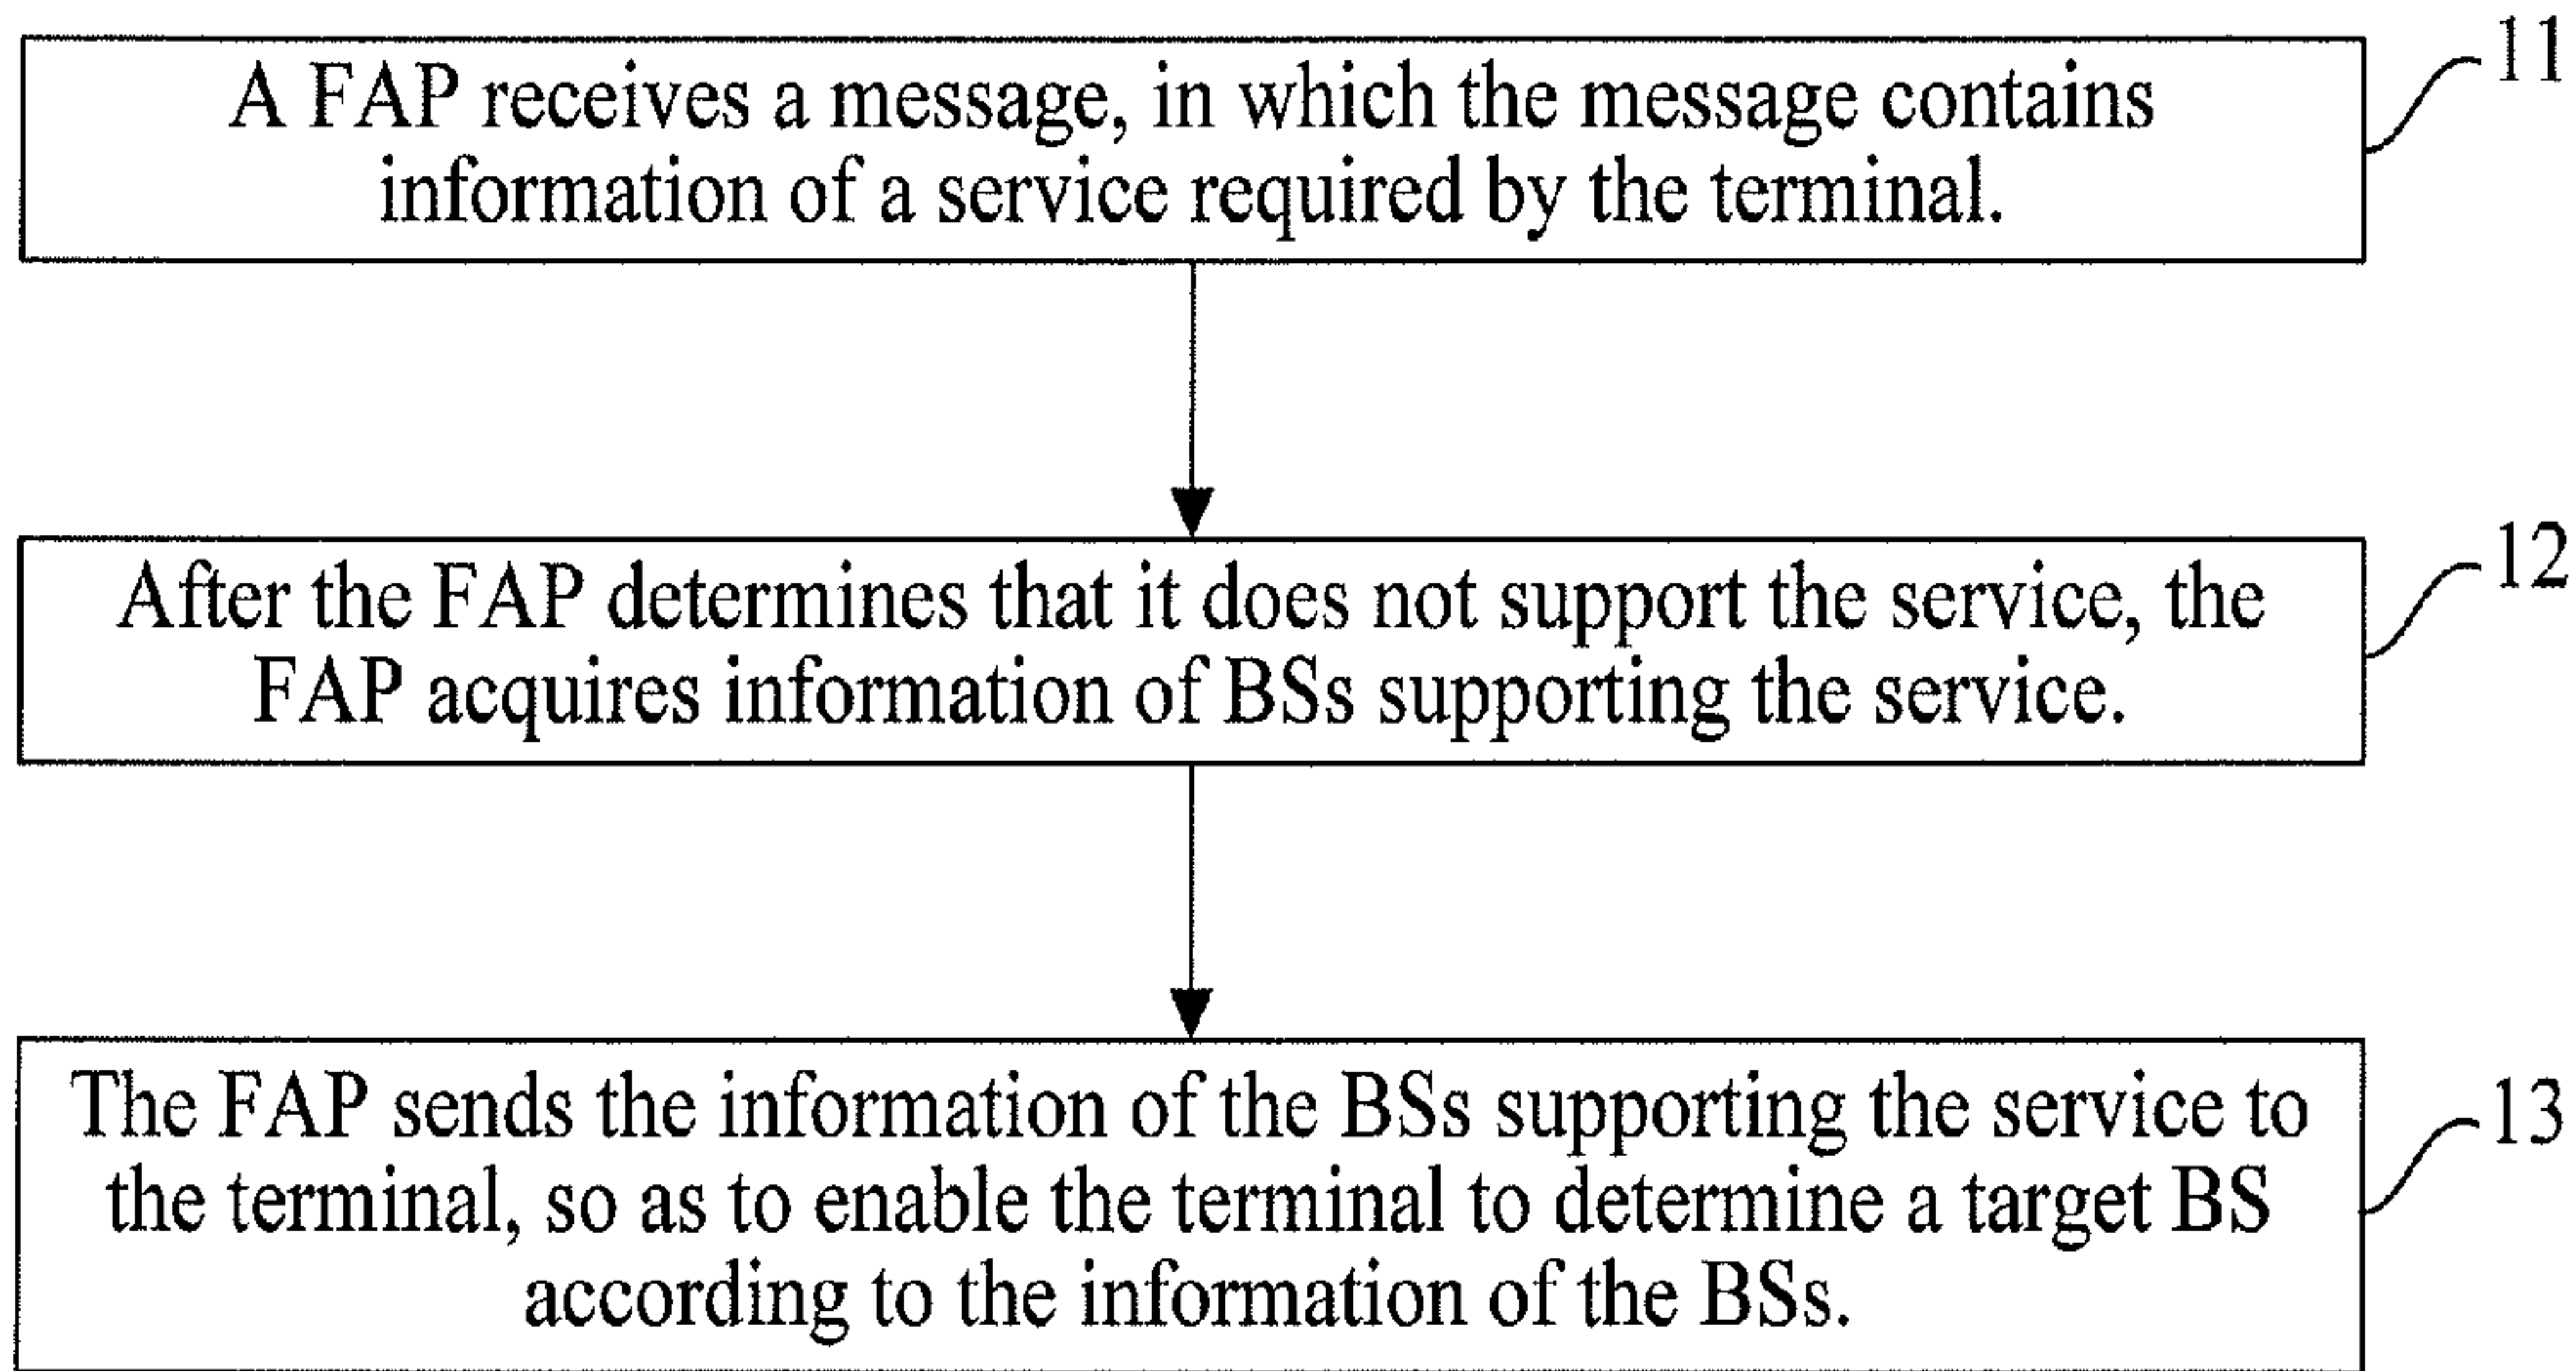 A FAP receives a message, in which the message contains
information of a service required by the terminal.
11
After the FAP determines that it does not support the service, the
FAP acquires information of BSs supporting the service.
12
The FAP sends the information of the BSs supporting the service to
the terminal, so as to enable the terminal to determine a target BS
according to the information of the BSs.
13